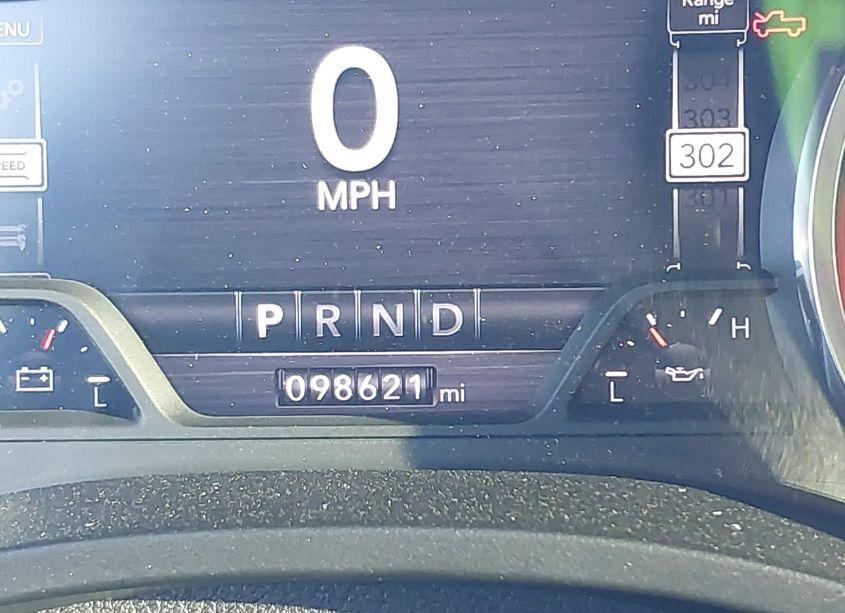 ENU
Range
mi
304
303
302
301
EED
0
MPH
P R N D
098621 mi
L
L
H